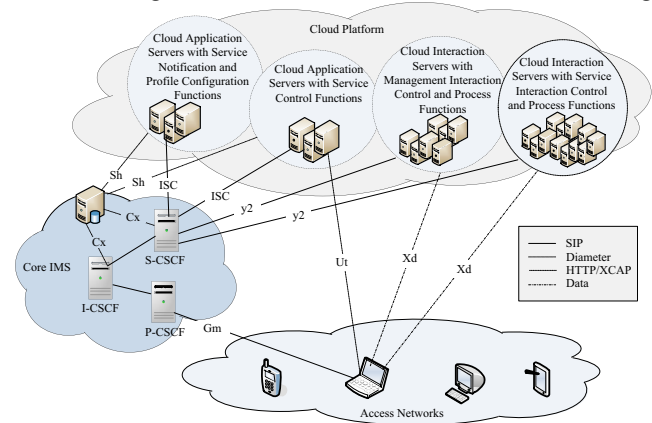 Cloud Platform
Cloud Application
Servers with Service
Notification and
Profile Configuration
Functions
Cloud Application
Servers with Service
Control Functions
Cloud Interaction
Servers with
Management Interaction
Control and Process
Functions
Cloud Interaction
Servers with Service
Interaction Control
and Process Functions
Sh
Sh
ISC
ISC
y2
y2
Cx
Cx
S-CSCF
Core IMS
I-CSCF
P-CSCF
Gm
Ut
Xd
Xd
SIP
Diameter
HTTP/XCAP
Data
Access Networks